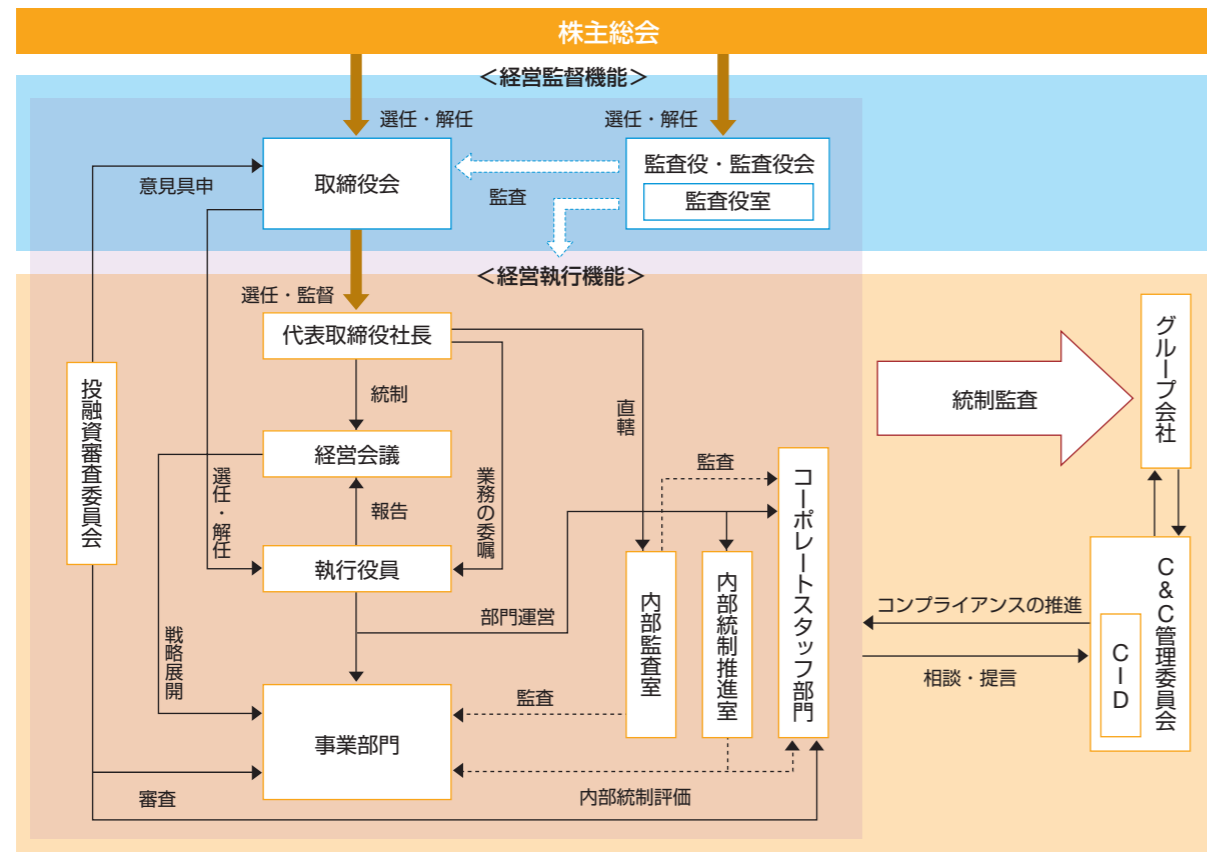 株主総会
＜経営監督機能＞
選任・解任
選任・解任
取締役会
監査役・監査役会
監査役室
意見具申
監査
＜経営執行機能＞
選任・監督
代表取締役社長
統制
直轄
経営会議
報告
業務の委嘱
選任・解任
執行役員
投融資審査委員会
部門運営
戦略展開
監査
コーポレートスタッフ部門
内部監査室
内部統制推進室
監査
事業部門
審査
内部統制評価
統制監査
グループ会社
コンプライアンスの推進
相談・提言
C&C管理委員会
CID